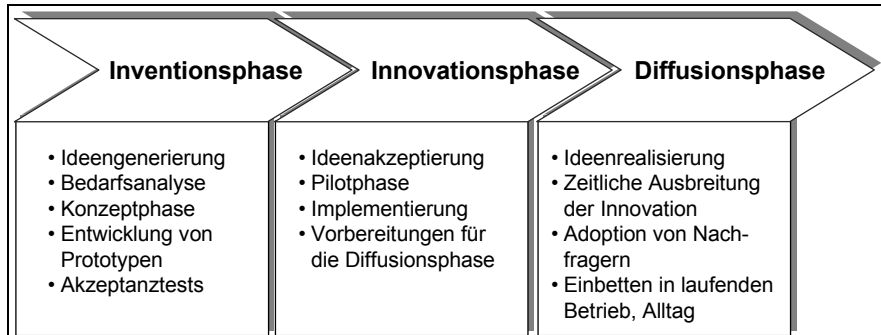 Inventionsphase
Innovationsphase
Diffusionsphase
• Ideengenerierung
• Bedarfsanalyse
• Konzeptphase
• Entwicklung von
Prototypen
• Akzeptanztests
• Ideenakzeptierung
• Pilotphase
• Implementierung
• Vorbereitungen für
die Diffusionsphase
• Ideenrealisierung
• Zeitliche Ausbreitung
der Innovation
• Adoption von Nach-
fragern
• Einbetten in laufenden
Betrieb, Alltag